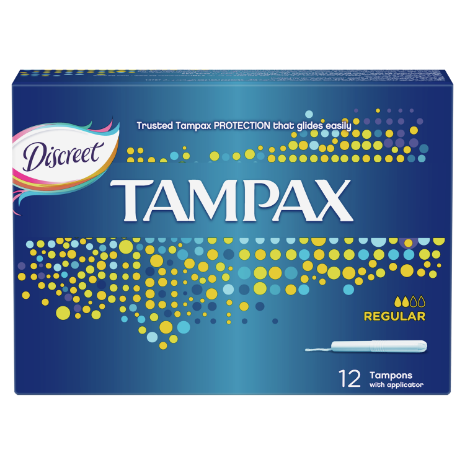 Trusted Tampax PROTECTION that glides easily
Discreet
TAMPAX
REGULAR
12 Tampons
with applicator